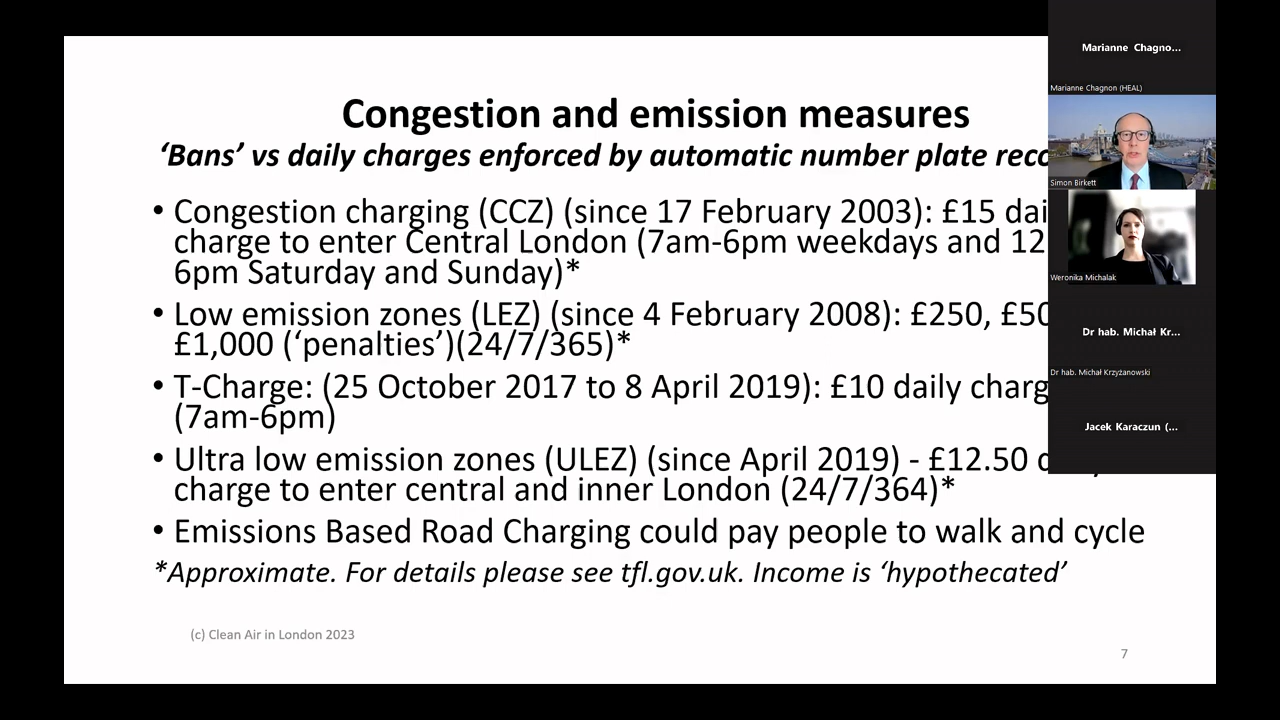 Congestion and emission measures
‘Bans’ vs daily charges enforced by automatic number plate
• Congestion charging (CCZ) (since 17 February 2003): £15
charge to enter Central London (7am-6pm weekdays and 12
6pm Saturday and Sunday)*
• Low emission zones (LEZ) (since 4 February 2008): £250,
£1,000 (‘penalties’)(24/7/365)*
• T-Charge: (25 October 2017 to 8 April 2019): £10 daily
(7am-6pm)
• Ultra low emission zones (ULEZ) (since April 2019) - £12.50
charge to enter central and inner London (24/7/364)*
• Emissions Based Road Charging could pay people to walk and cycle
*Approximate. For details please see tfl.gov.uk. Income is ‘hypothecated’
(c) Clean Air in London 2023
7
Marianne Chagno...
Marianne Chagnon (HEAL)
Simon Birkett
Weronika Michalak
Dr hab. Michał Kr...
Dr hab. Michał Krzyżanowski
Jacek Karaczun (...